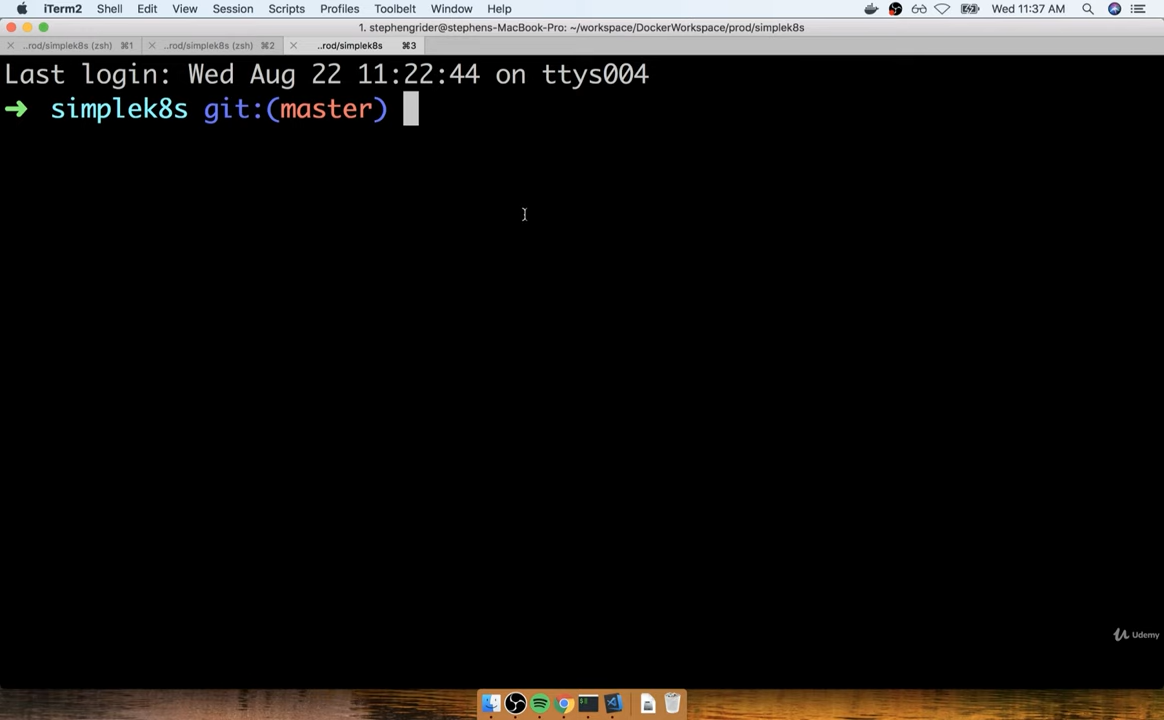 iTerm2 Shell Edit View Session Scripts Profiles Toolbelt Window Help Wed 11:37 AM
1. stephengrider@stephens-MacBook-Pro: ~/workspace/DockerWorkspace/prod/simplek8s
..rod/simplek8s (zsh) ⌘1 ..rod/simplek8s (zsh) ⌘2 ..rod/simplek8s ⌘3
Last login: Wed Aug 22 11:22:44 on ttys004
➜ simplek8s git:(master)
Udemy